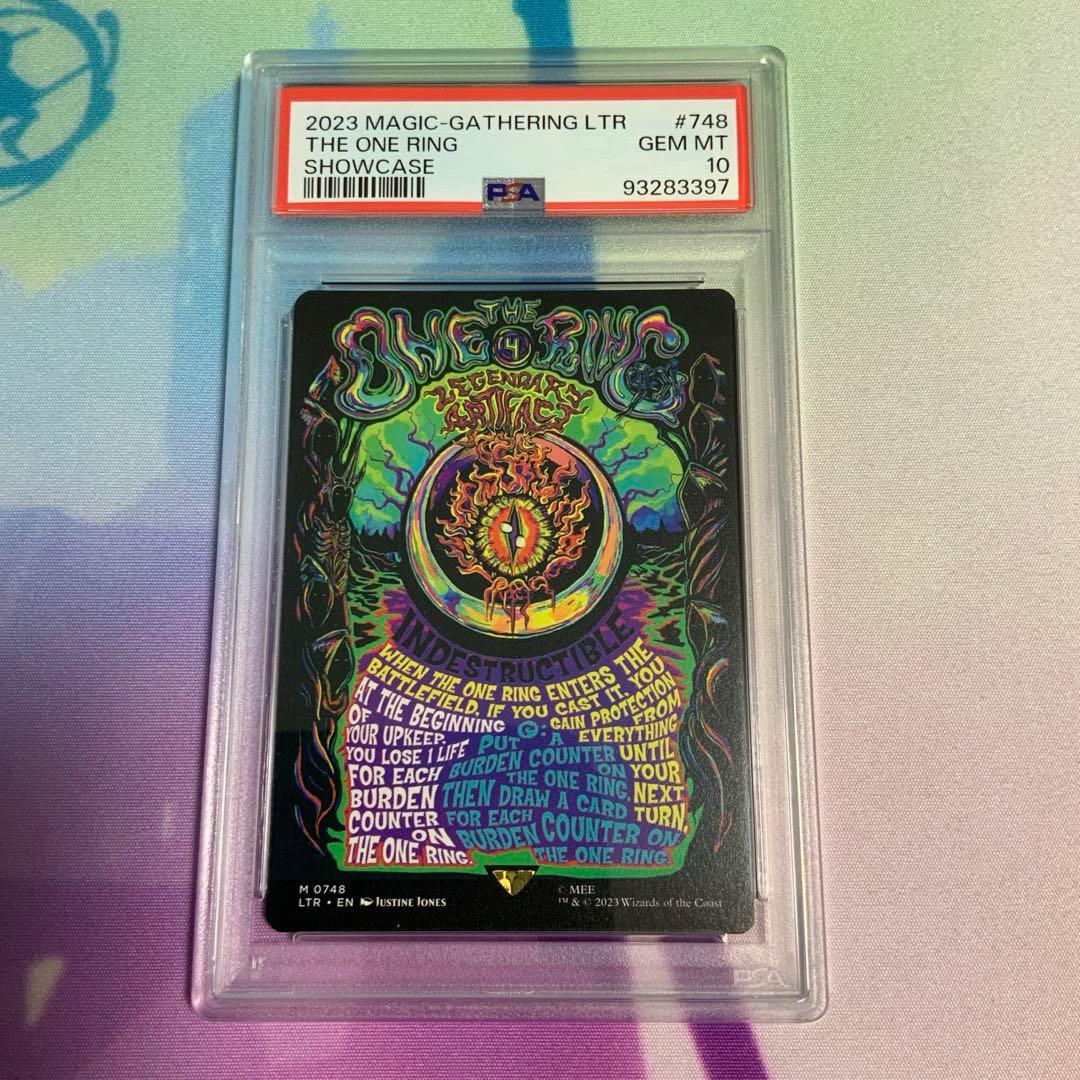 2023 MAGIC-GATHERING LTR #748
THE ONE RING GEM MT
SHOWCASE 10
PSA 93283397
THE
ONE 4 RING
LEGENDARY
ARTIFACT
INDESTRUCTIBLE
WHEN THE ONE RING ENTERS THE
BATTLEFIELD, IF YOU CAST IT, YOU
GAIN PROTECTION
FROM
EVERYTHING
UNTIL
YOUR
NEXT
TURN.
AT THE BEGINNING
OF
YOUR UPKEEP,
YOU LOSE 1 LIFE
FOR EACH
BURDEN
COUNTER
ON
THE ONE RING.
: PUT A
BURDEN COUNTER
ON
THE ONE RING,
THEN DRAW A CARD
FOR EACH
BURDEN COUNTER ON
THE ONE RING.
M 0748
LTR • EN JUSTINE JONES
© MEE
™ & © 2023 Wizards of the Coast
PSA